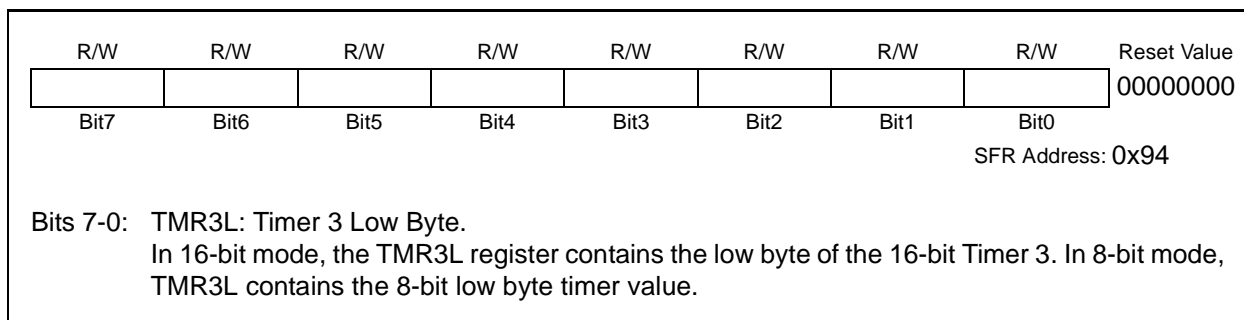 R/W R/W R/W R/W R/W R/W R/W R/W Reset Value
00000000
Bit7 Bit6 Bit5 Bit4 Bit3 Bit2 Bit1 Bit0
SFR Address: 0x94
Bits 7-0: TMR3L: Timer 3 Low Byte.
In 16-bit mode, the TMR3L register contains the low byte of the 16-bit Timer 3. In 8-bit mode,
TMR3L contains the 8-bit low byte timer value.